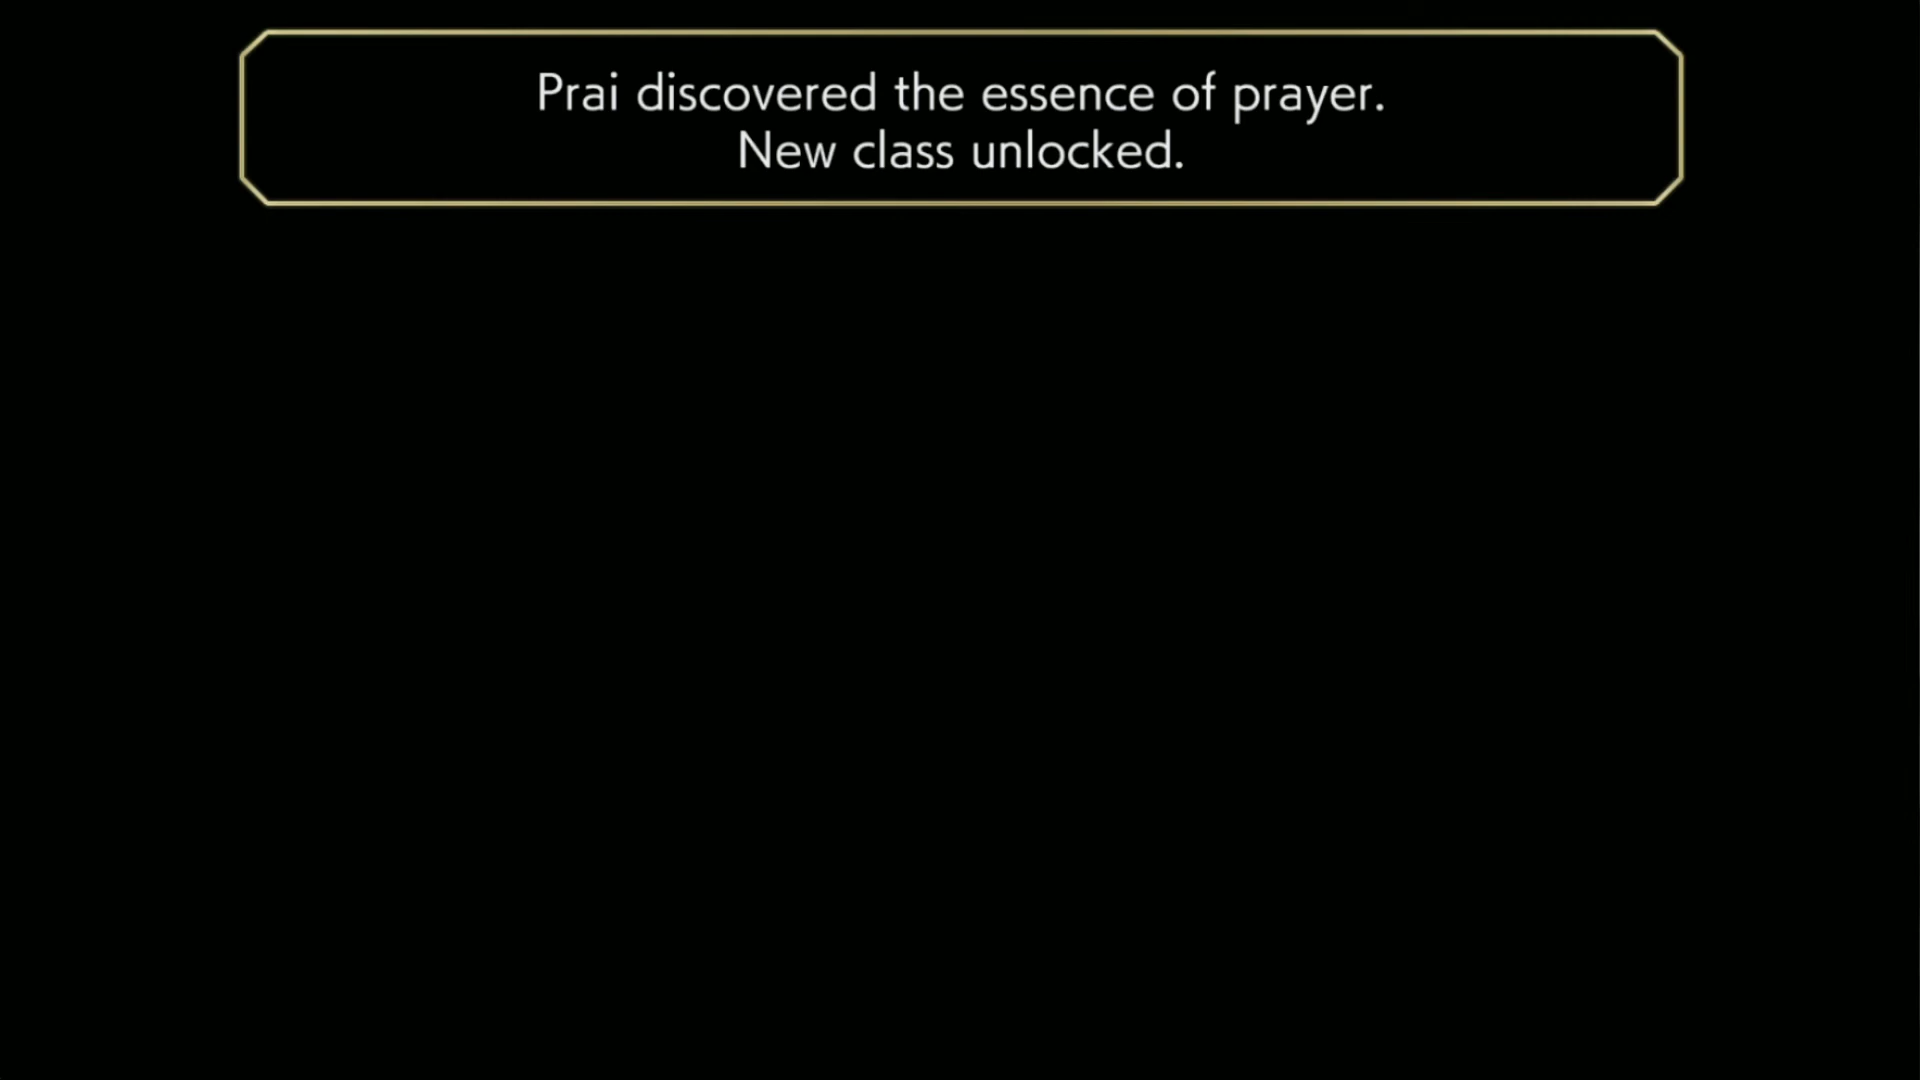 Prai discovered the essence of prayer.
New class unlocked.